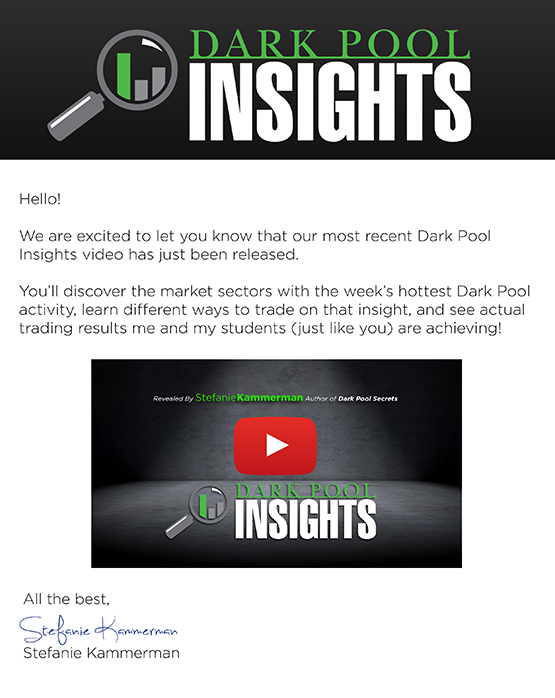 DARK POOL
INSIGHTS
Hello!
We are excited to let you know that our most recent Dark Pool
Insights video has just been released.
You'll discover the market sectors with the week's hottest Dark Pool
activity, learn different ways to trade on that insight, and see actual
trading results me and my students (just like you) are achieving!
Revealed By StefanieKammerman Author of Dark Pool Secrets
DARK POOL
INSIGHTS
All the best,
Stefanie Kammerman
Stefanie Kammerman